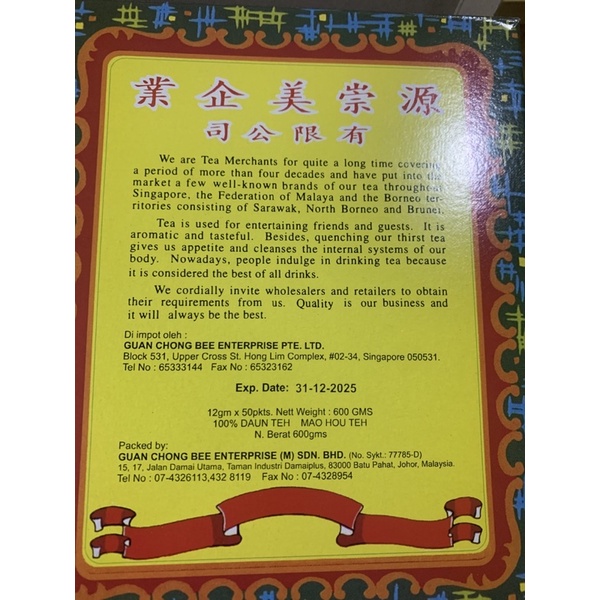 源崇美企業
有限公司
We are Tea Merchants for quite a long time covering
a period of more than four decades and have put into the
market a few well-known brands of our tea throughout
Singapore, the Federation of Malaya and the Borneo ter-
ritories consisting of Sarawak, North Borneo and Brunei.
Tea is used for entertaining friends and guests. It is
aromatic and tasteful. Besides, quenching our thirst tea
gives us appetite and cleanses the internal systems of our
body. Nowadays, people indulge in drinking tea because
it is considered the best of all drinks.
We cordially invite wholesalers and retailers to obtain
their requirements from us. Quality is our business and
it will always be the best.
Di impot oleh :
GUAN CHONG BEE ENTERPRISE PTE. LTD.
Block 531, Upper Cross St. Hong Lim Complex, #02-34, Singapore 050531.
Tel No : 65333144 Fax No : 65323162
Exp. Date: 31-12-2025
12gm x 50pkts. Nett Weight : 600 GMS
100% DAUN TEH MAO HOU TEH
N. Berat 600gms
Packed by:
GUAN CHONG BEE ENTERPRISE (M) SDN. BHD. (No. Sykt.: 77785-D)
15, 17, Jalan Damai Utama, Taman Industri Damaiplus, 83000 Batu Pahat, Johor, Malaysia.
Tel No : 07-4326113,432 8119 Fax No : 07-4328954